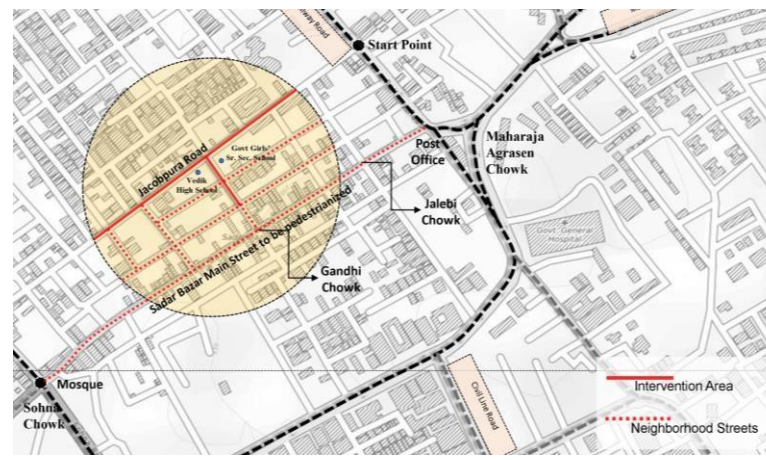 way Road
Start Point
Jacobpura Road
Govt Girls'
Sr. Sec. School
Vedik
High School
Post
Office
Maharaja
Agrasen
Chowk
Jalebi
Chowk
Govt. General
Hospital
Sadar Bazar Main Street to be pedestrianized
Gandhi
Chowk
Mosque
Sohna
Chowk
Civil Line Road
Intervention Area
Neighborhood Streets